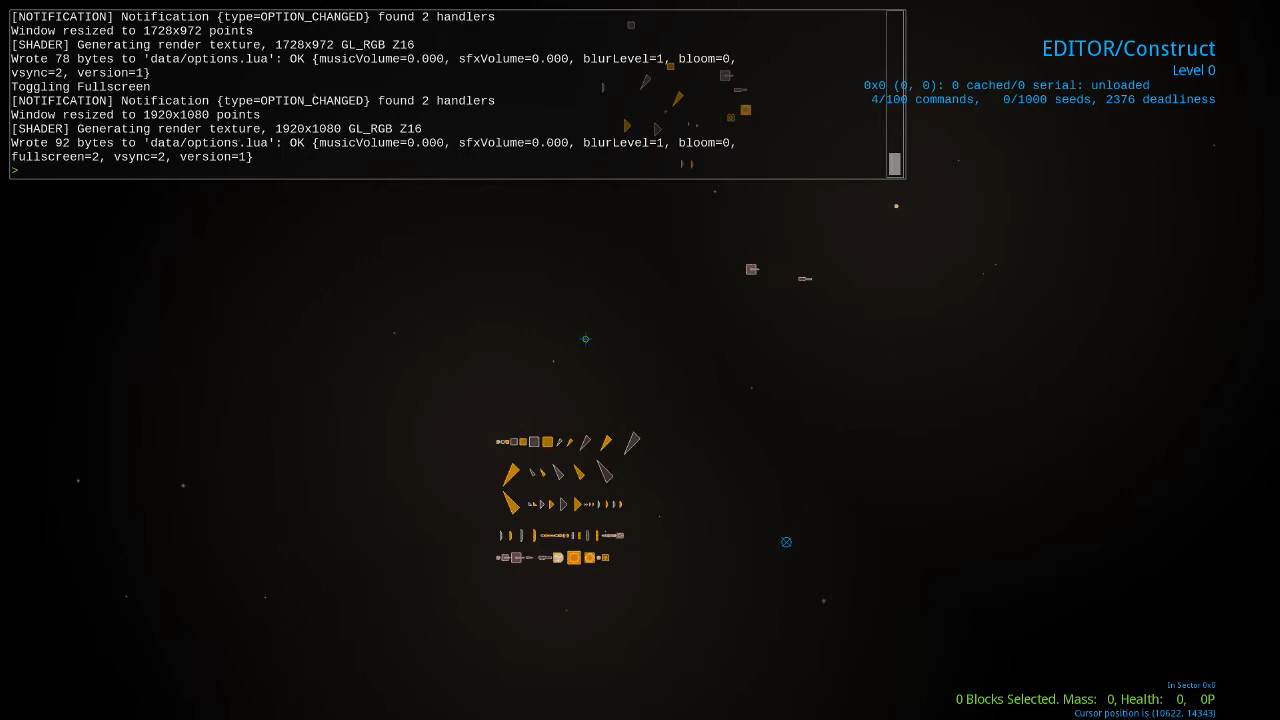 [NOTIFICATION] Notification {type=OPTION_CHANGED} found 2 handlers
Window resized to 1728x972 points
[SHADER] Generating render texture, 1728x972 GL_RGB Z16
Wrote 78 bytes to 'data/options.lua': OK {musicVolume=0.000, sfxVolume=0.000, blurLevel=1, bloom=0,
vsync=2, version=1}
Toggling Fullscreen
[NOTIFICATION] Notification {type=OPTION_CHANGED} found 2 handlers
Window resized to 1920x1080 points
[SHADER] Generating render texture, 1920x1080 GL_RGB Z16
Wrote 92 bytes to 'data/options.lua': OK {musicVolume=0.000, sfxVolume=0.000, blurLevel=1, bloom=0,
fullscreen=2, vsync=2, version=1}
>
EDITOR/Construct
Level 0
0x0 (0, 0): 0 cached/0 serial: unloaded
4/100 commands, 0/1000 seeds, 2376 deadliness
In Sector 0x0
0 Blocks Selected. Mass: 0, Health: 0, 0P
Cursor position is (10622, 14343)